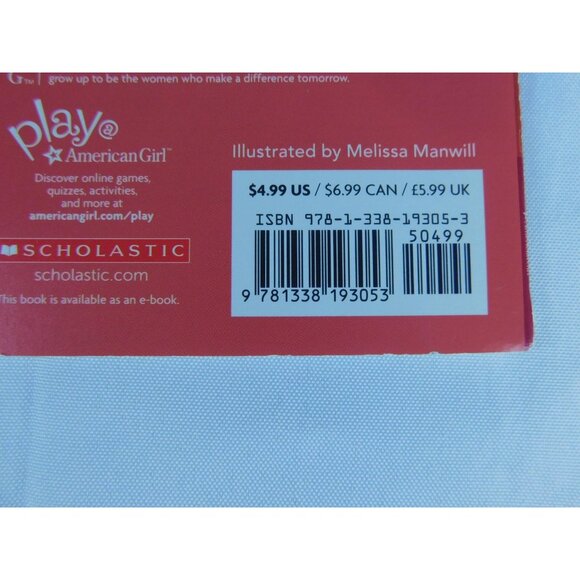 G™ grow up to be the women who make a difference tomorrow.
play@
American Girl™
Discover online games,
quizzes, activities,
and more at
americangirl.com/play
SCHOLASTIC
scholastic.com
This book is available as an e-book.
Illustrated by Melissa Manwill
$4.99 US / $6.99 CAN / £5.99 UK
ISBN 978-1-338-19305-3
50499
9 781338 193053